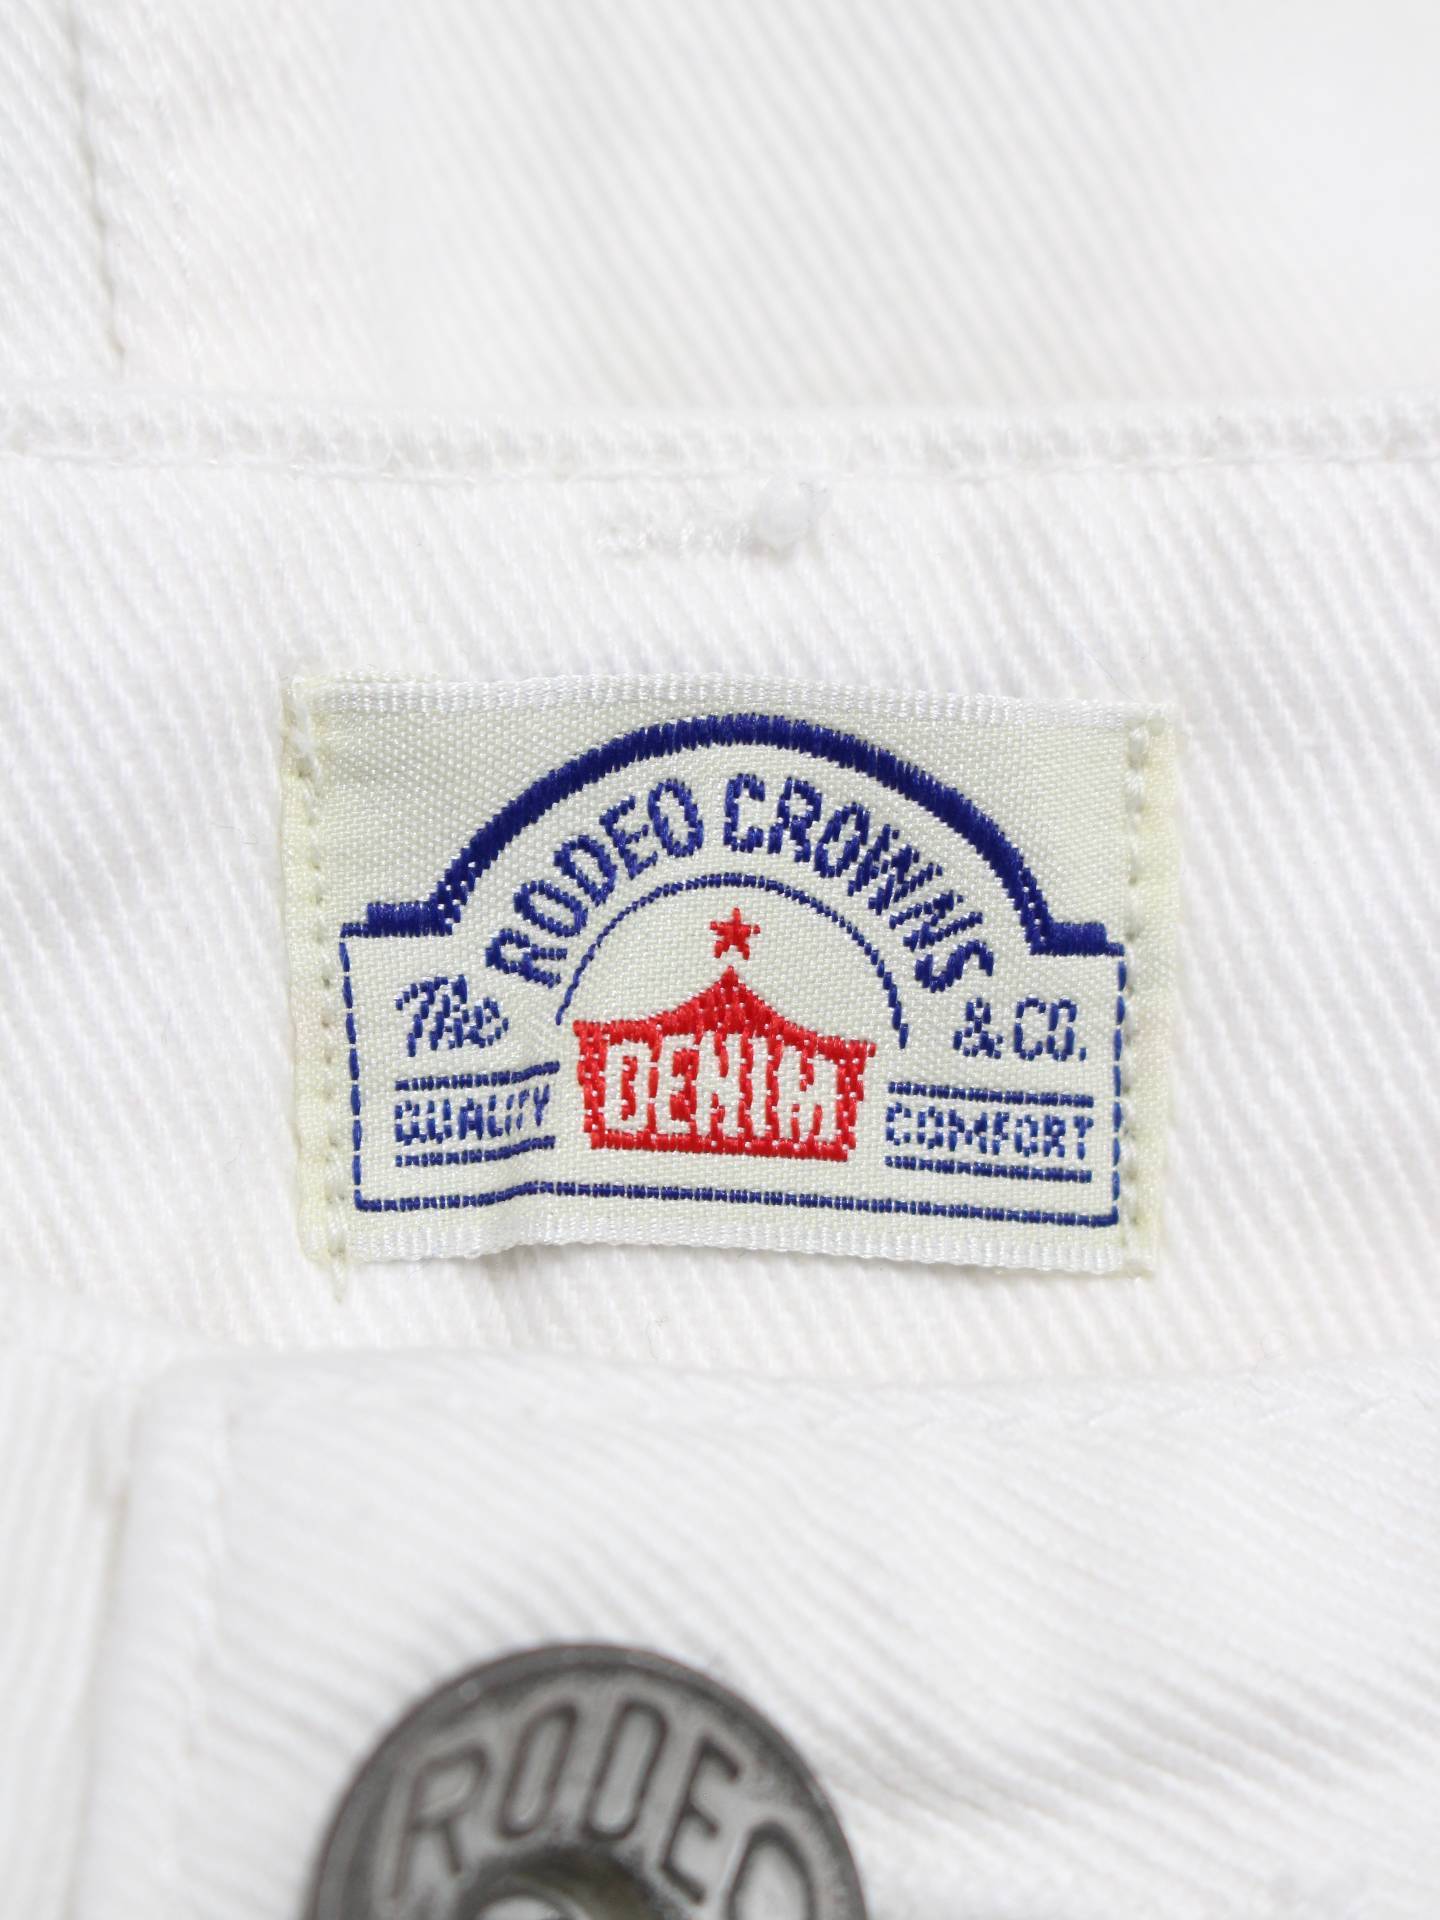 The RODEO CROWNS & CO.
QUALITY DENIM COMFORT
RODEO